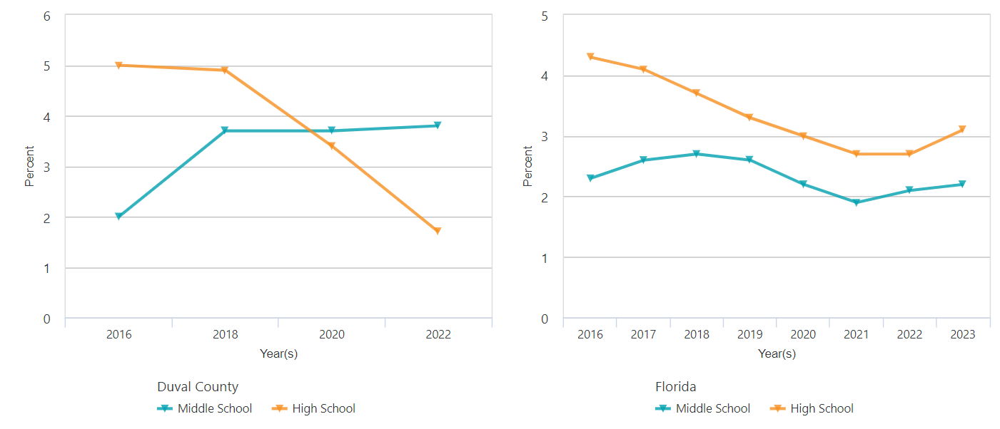 6
5
4
3
2
1
0
Percent
2016 2018 2020 2022
Year(s)
Duval County
Middle School High School
5
4
3
2
1
0
Percent
2016 2017 2018 2019 2020 2021 2022 2023
Year(s)
Florida
Middle School High School